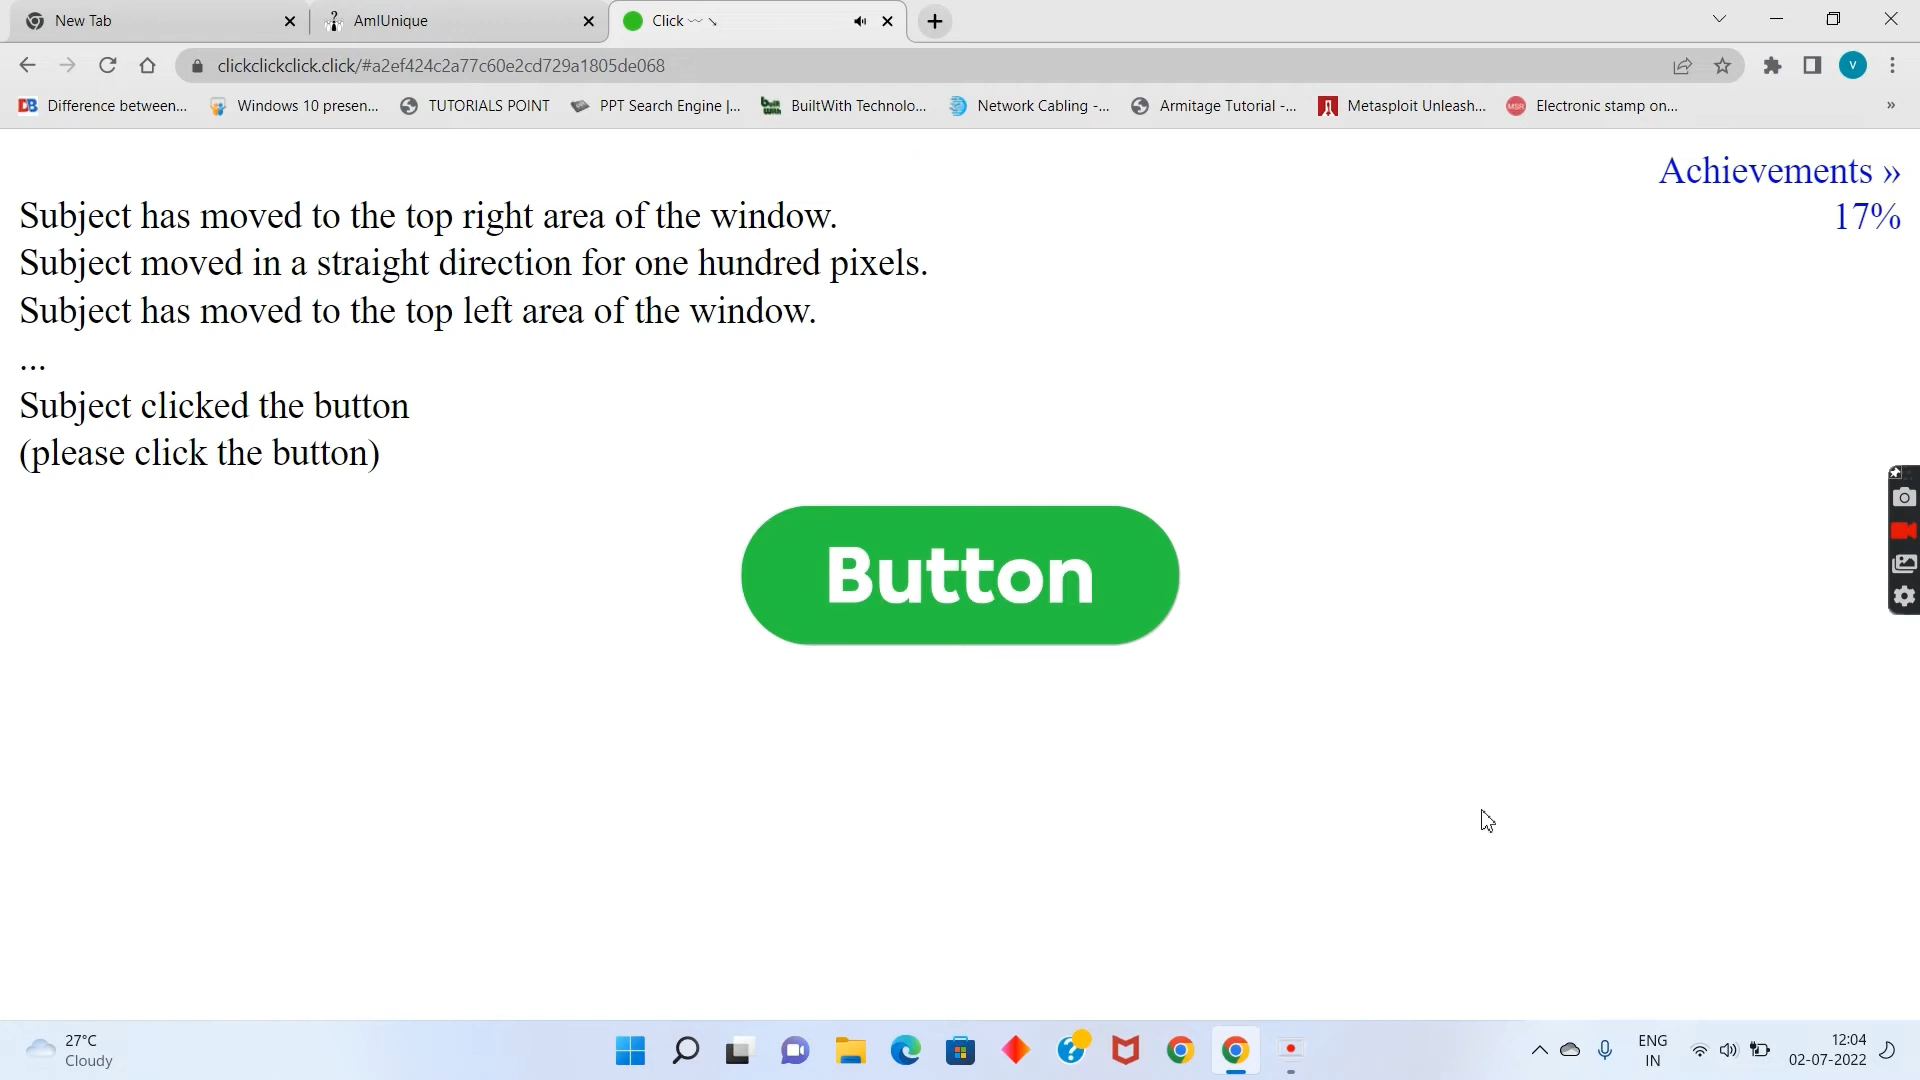 New Tab
AmIUnique
Click
clickclickclick.click/#a2ef424c2a77c60e2cd729a1805de068
V
DB Difference between...
Windows 10 presen...
TUTORIALS POINT
PPT Search Engine |...
BuiltWith Technolo...
Network Cabling -...
Armitage Tutorial -...
Metasploit Unleash...
MSR Electronic stamp on...
»
Achievements »
17%
Subject has moved to the top right area of the window.
Subject moved in a straight direction for one hundred pixels.
Subject has moved to the top left area of the window.
...
Subject clicked the button
(please click the button)
Button
27°C
Cloudy
ENG
IN
12:04
02-07-2022